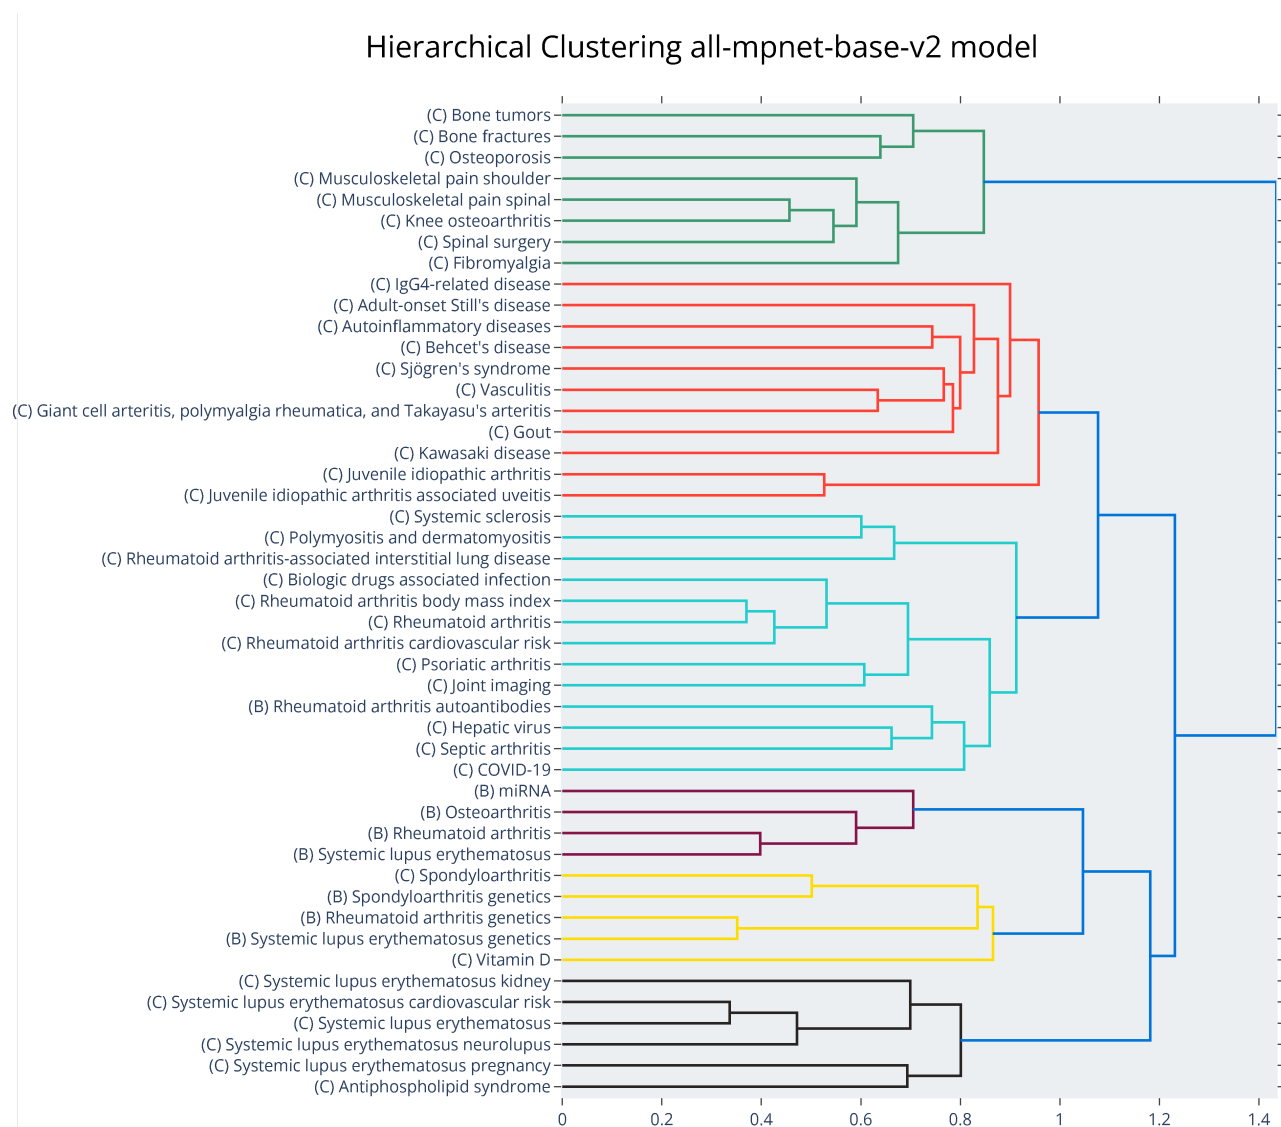 Hierarchical Clustering all-mpnet-base-v2 model
(C) Bone tumors
(C) Bone fractures
(C) Osteoporosis
(C) Musculoskeletal pain shoulder
(C) Musculoskeletal pain spinal
(C) Knee osteoarthritis
(C) Spinal surgery
(C) Fibromyalgia
(C) IgG4-related disease
(C) Adult-onset Still's disease
(C) Autoinflammatory diseases
(C) Behcet's disease
(C) Sjögren's syndrome
(C) Vasculitis
(C) Giant cell arteritis, polymyalgia rheumatica, and Takayasu's arteritis
(C) Gout
(C) Kawasaki disease
(C) Juvenile idiopathic arthritis
(C) Juvenile idiopathic arthritis associated uveitis
(C) Systemic sclerosis
(C) Polymyositis and dermatomyositis
(C) Rheumatoid arthritis-associated interstitial lung disease
(C) Biologic drugs associated infection
(C) Rheumatoid arthritis body mass index
(C) Rheumatoid arthritis
(C) Rheumatoid arthritis cardiovascular risk
(C) Psoriatic arthritis
(C) Joint imaging
(B) Rheumatoid arthritis autoantibodies
(C) Hepatic virus
(C) Septic arthritis
(C) COVID-19
(B) miRNA
(B) Osteoarthritis
(B) Rheumatoid arthritis
(B) Systemic lupus erythematosus
(C) Spondyloarthritis
(B) Spondyloarthritis genetics
(B) Rheumatoid arthritis genetics
(B) Systemic lupus erythematosus genetics
(C) Vitamin D
(C) Systemic lupus erythematosus kidney
(C) Systemic lupus erythematosus cardiovascular risk
(C) Systemic lupus erythematosus
(C) Systemic lupus erythematosus neurolupus
(C) Systemic lupus erythematosus pregnancy
(C) Antiphospholipid syndrome
0 0.2 0.4 0.6 0.8 1 1.2 1.4